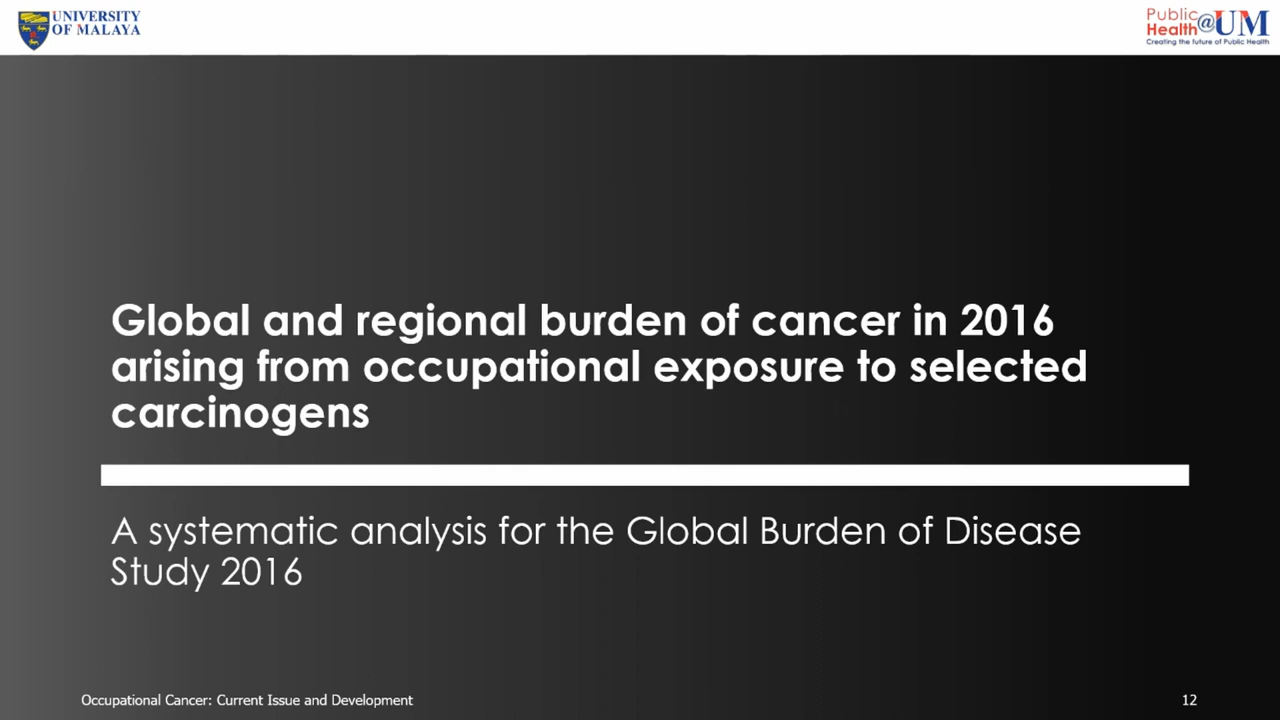 UNIVERSITY
OF MALAYA
Public
Health@UM
Creating the future of Public Health
Global and regional burden of cancer in 2016
arising from occupational exposure to selected
carcinogens
A systematic analysis for the Global Burden of Disease
Study 2016
Occupational Cancer: Current Issue and Development
12